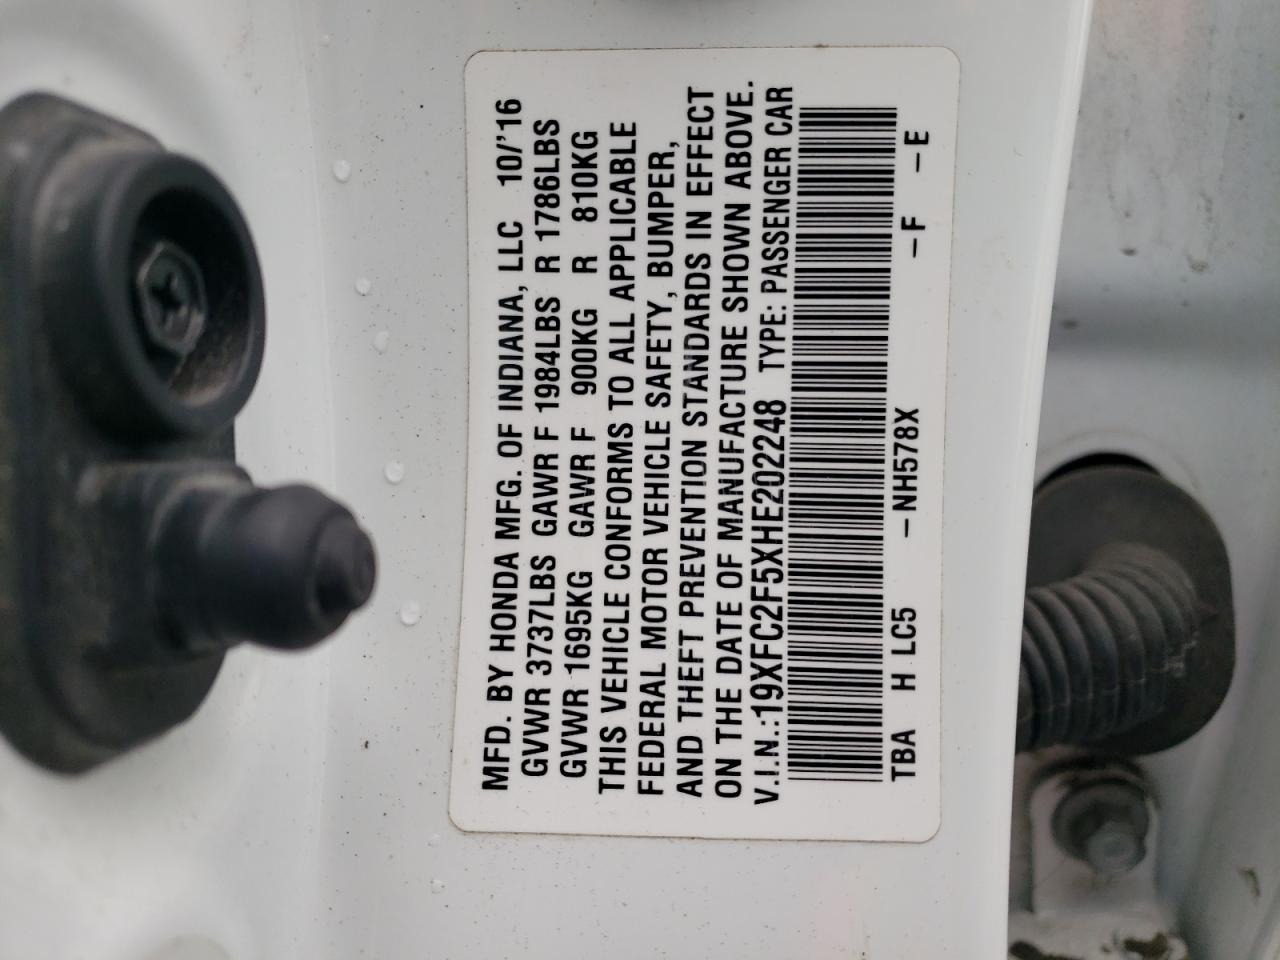 MFD. BY HONDA MFG. OF INDIANA, LLC 10/'16
GVWR 3737LBS GAWR F 1984LBS R 1786LBS
GVWR 1695KG GAWR F 900KG R 810KG
THIS VEHICLE CONFORMS TO ALL APPLICABLE
FEDERAL MOTOR VEHICLE SAFETY, BUMPER,
AND THEFT PREVENTION STANDARDS IN EFFECT
ON THE DATE OF MANUFACTURE SHOWN ABOVE.
V.I.N.:19XFC2F5XHE202248 TYPE: PASSENGER CAR
TBA H LC5 -NH578X -F -E